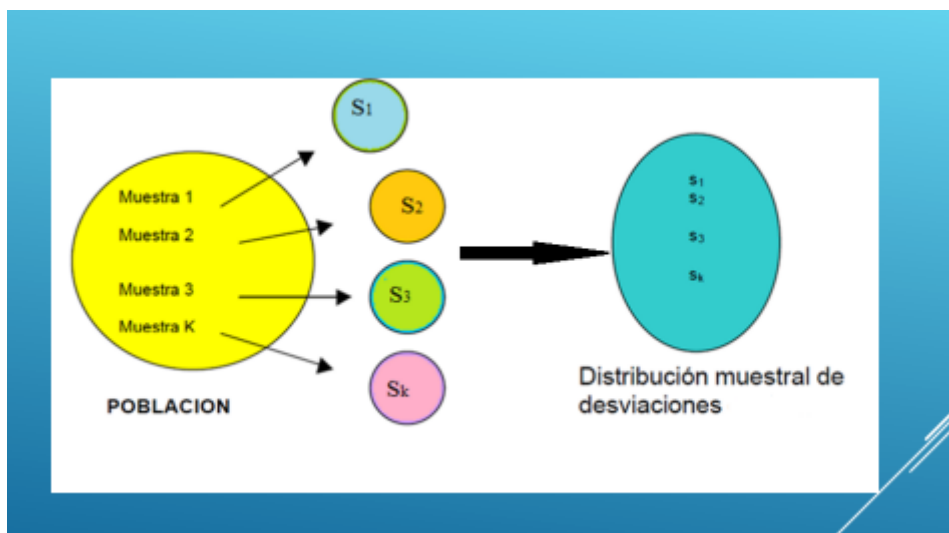 Muestra 1
Muestra 2
Muestra 3
Muestra K
POBLACION
S1
S2
S3
Sk
s1
s2
s3
sk
Distribución muestral de
desviaciones